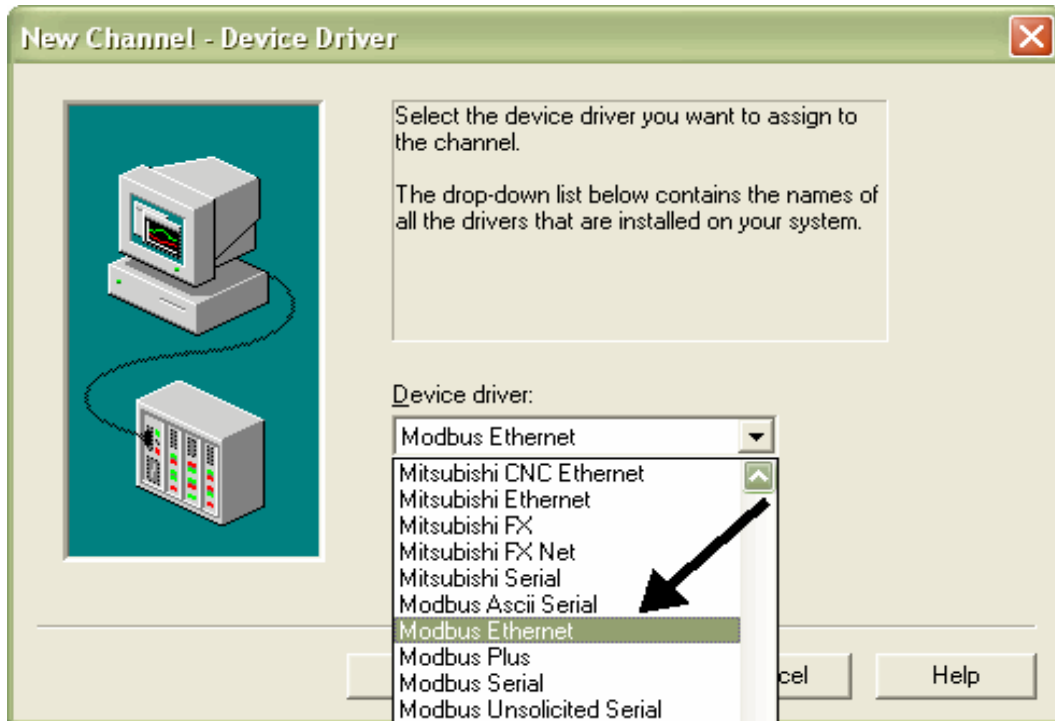 New Channel - Device Driver
Select the device driver you want to assign to
the channel.
The drop-down list below contains the names of
all the drivers that are installed on your system.
Device driver:
Modbus Ethernet
Mitsubishi CNC Ethernet
Mitsubishi Ethernet
Mitsubishi FX
Mitsubishi FX Net
Mitsubishi Serial
Modbus Ascii Serial
Modbus Ethernet
Modbus Plus
Modbus Serial
Modbus Unsolicited Serial
cel
Help